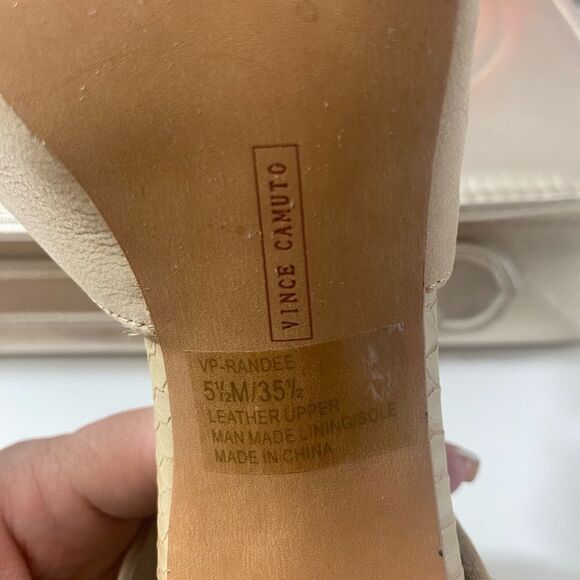 VINCE CAMUTO
VP-RANDEE
5½M/35½
LEATHER UPPER
MAN MADE LINING/SOLE
MADE IN CHINA